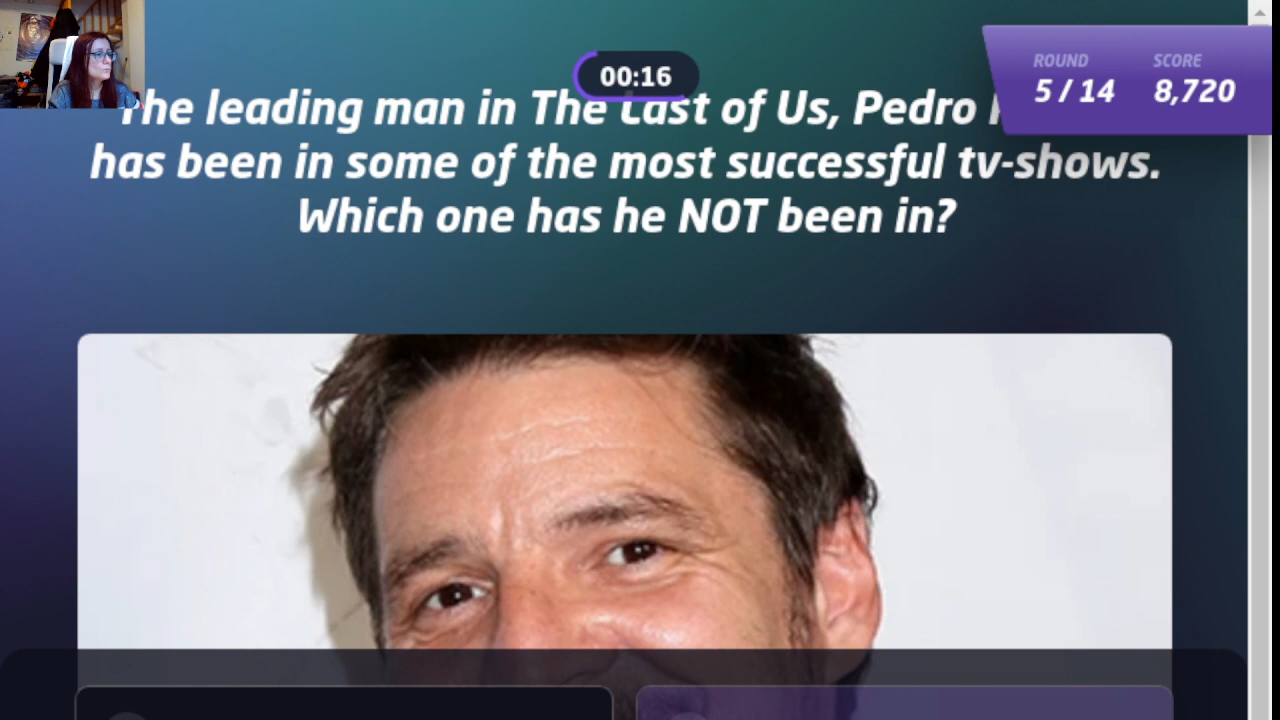 00:16
ROUND
5 / 14
SCORE
8,720
The leading man in The Last of Us, Pedro
has been in some of the most successful tv-shows.
Which one has he NOT been in?